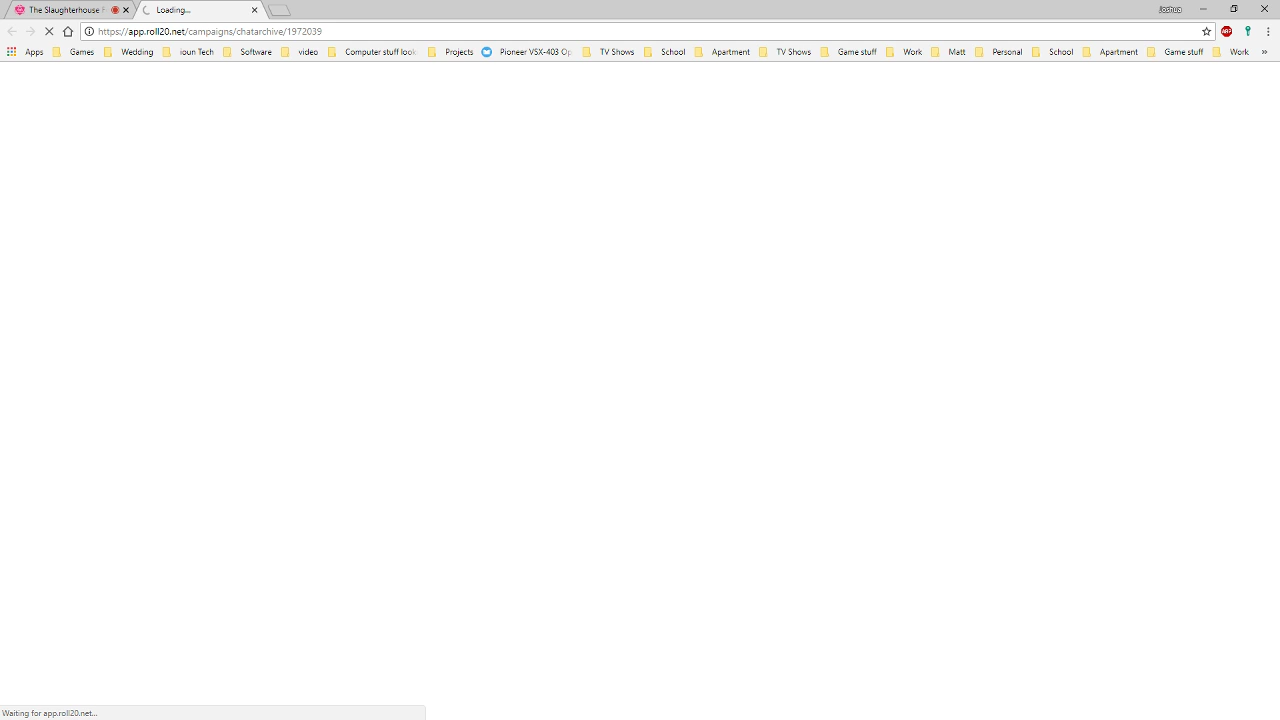 The Slaughterhouse F
Loading...
Joshua
https://app.roll20.net/campaigns/chatarchive/1972039
Apps Games Wedding ioun Tech Software video Computer stuff look Projects Pioneer VSX-403 Op TV Shows School Apartment TV Shows Game stuff Work Matt Personal School Apartment Game stuff Work »
Waiting for app.roll20.net...